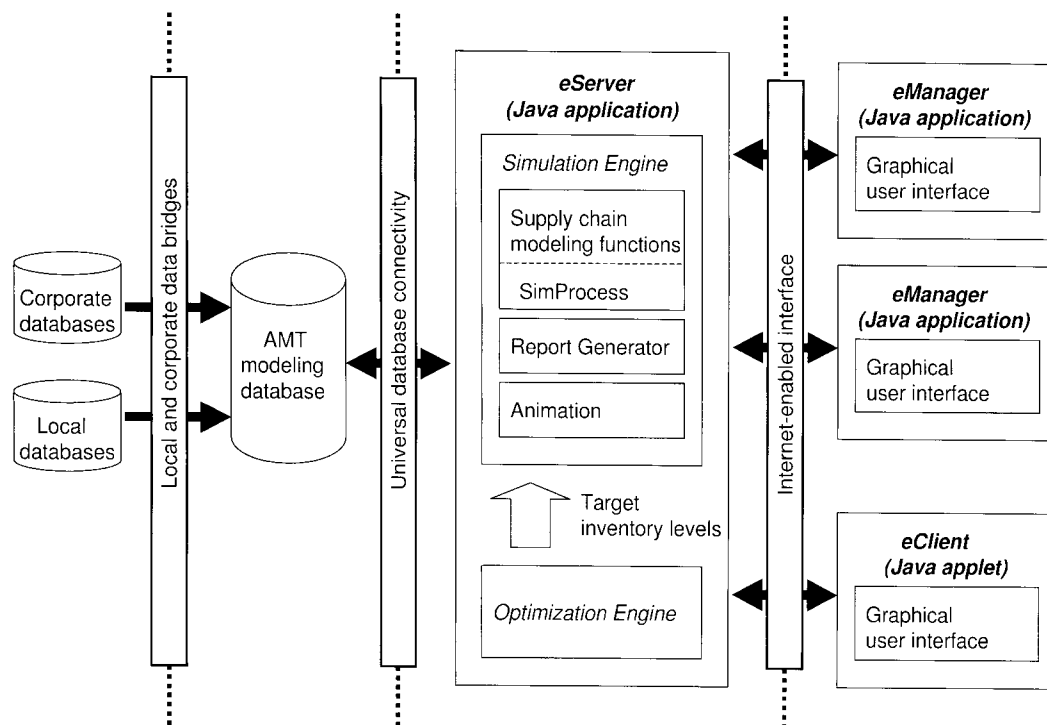 Corporate
databases
Local
databases
Local and corporate data bridges
AMT
modeling
database
Universal database connectivity
eServer
(Java application)
Simulation Engine
Supply chain
modeling functions
SimProcess
Report Generator
Animation
Target
inventory levels
Optimization Engine
Internet-enabled interface
eManager
(Java application)
Graphical
user interface
eManager
(Java application)
Graphical
user interface
eClient
(Java applet)
Graphical
user interface